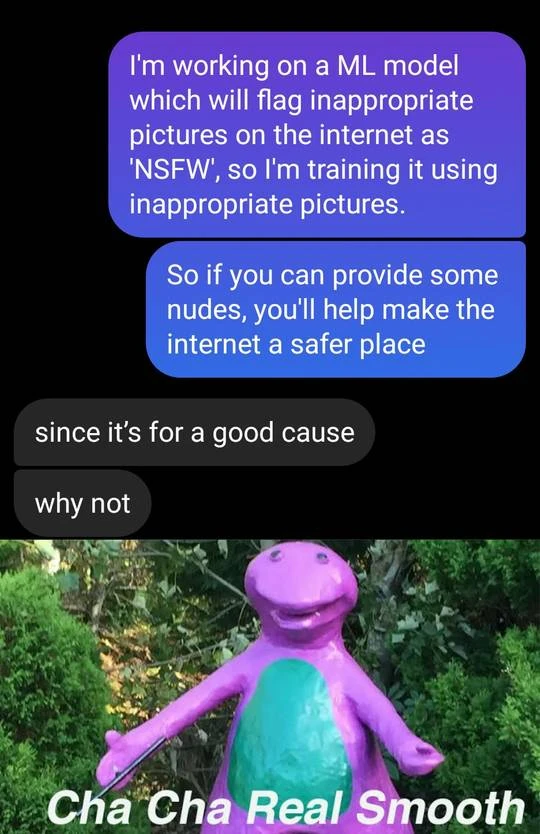 I'm working on a ML model
which will flag inappropriate
pictures on the internet as
'NSFW', so I'm training it using
inappropriate pictures.
So if you can provide some
nudes, you'll help make the
internet a safer place
since it’s for a good cause
why not
Cha Cha Real Smooth